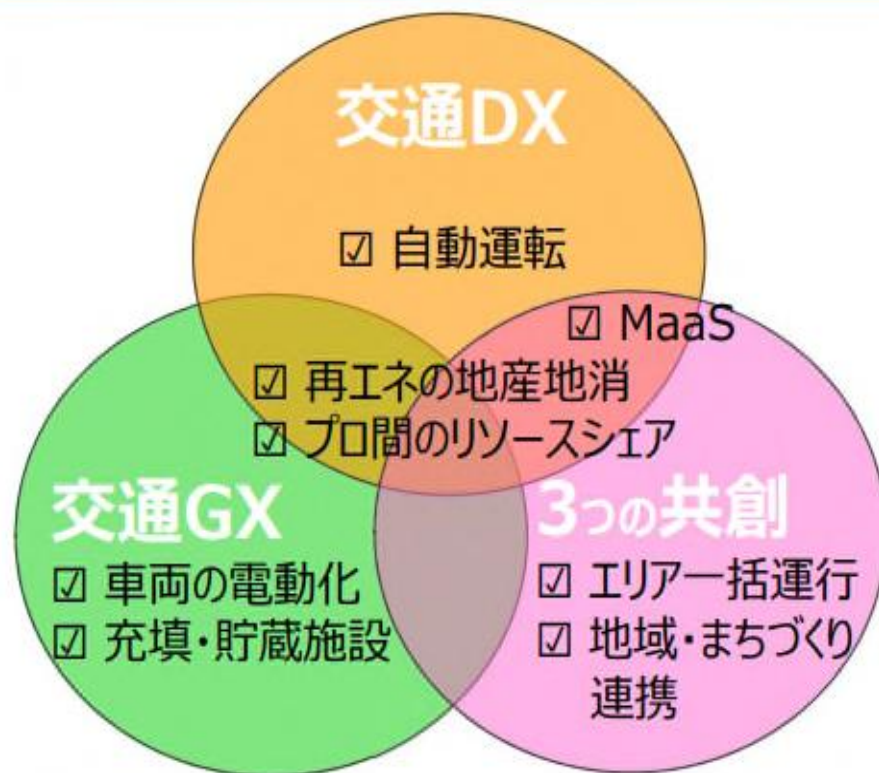 交通DX
☑ 自動運転
☑ MaaS
☑ 再エネの地産地消
☑ プロ間のリソースシェア
交通GX
☑ 車両の電動化
☑ 充填・貯蔵施設
3つの共創
☑ エリア一括運行
☑ 地域・まちづくり
連携